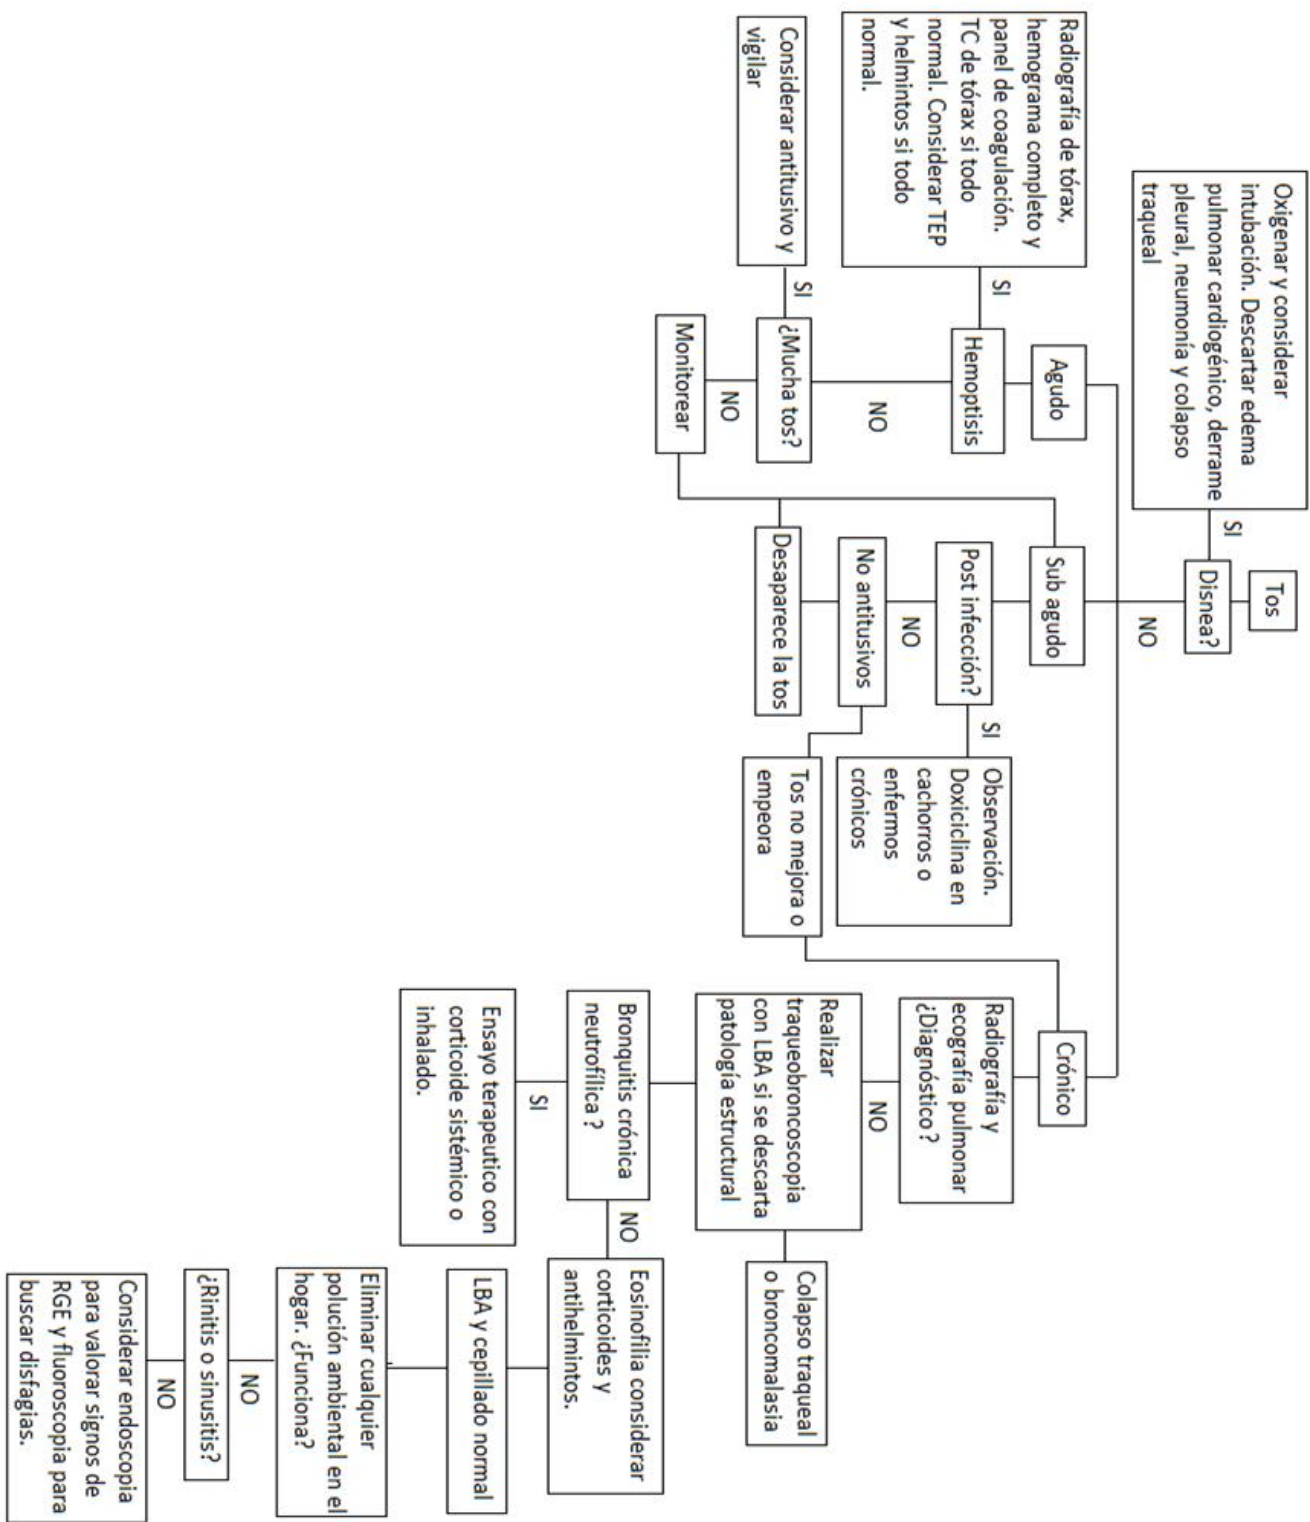 Tos
Disnea?
SI
Oxigenar y considerar
intubación. Descartar edema
pulmonar cardiogénico, derrame
pleural, neumonía y colapso
traqueal
NO
Agudo
Hemoptisis
SI
Radiografía de tórax,
hemograma completo y
panel de coagulación.
TC de tórax si todo
normal. Considerar TEP
y helmintos si todo
normal.
NO
¿Mucha tos?
SI
Considerar antitusivo y
vigilar
NO
Monitorear
Sub agudo
Post infección?
SI
Observación.
Doxiciclina en
cachorros o
enfermos
crónicos
NO
No antitusivos
Desaparece la tos
Tos no mejora o
empeora
Crónico
Radiografía y
ecografía pulmonar
¿Diagnóstico?
NO
Realizar
traqueobroncoscopia
con LBA si se descarta
patología estructural
Colapso traqueal
o broncomalasia
Bronquitis crónica
neutrofílica ?
SI
Ensayo terapeutico con
corticoide sistémico o
inhalado.
NO
Eosinofilia considerar
corticoides y
antihelmintos.
LBA y cepillado normal
Eliminar cualquier
polución ambiental en el
hogar. ¿Funciona?
NO
¿Rinitis o sinusitis?
NO
Considerar endoscopia
para valorar signos de
RGE y fluoroscopia para
buscar disfagias.